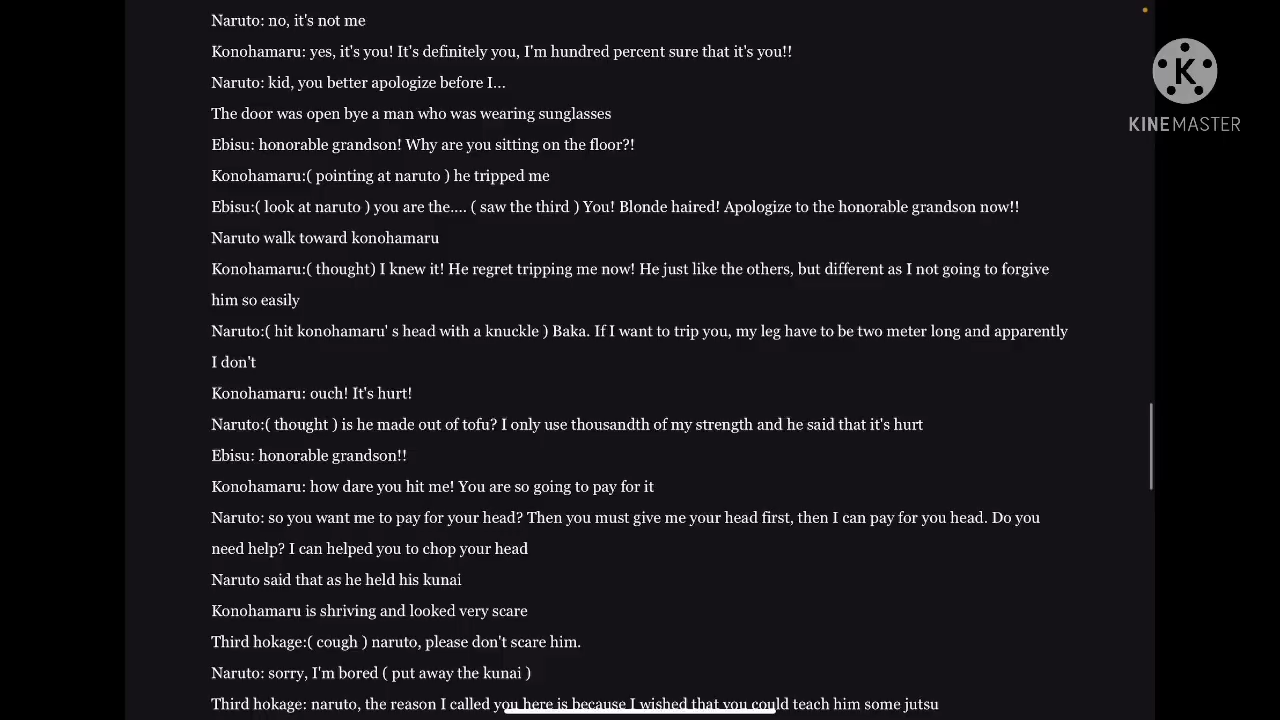 Naruto: no, it's not me
Konohamaru: yes, it's you! It's definitely you, I'm hundred percent sure that it's you!!
Naruto: kid, you better apologize before I...
The door was open bye a man who was wearing sunglasses
Ebisu: honorable grandson! Why are you sitting on the floor?!
Konohamaru:( pointing at naruto ) he tripped me
Ebisu:( look at naruto ) you are the.... ( saw the third ) You! Blonde haired! Apologize to the honorable grandson now!!
Naruto walk toward konohamaru
Konohamaru:( thought) I knew it! He regret tripping me now! He just like the others, but different as I not going to forgive
him so easily
Naruto:( hit konohamaru' s head with a knuckle ) Baka. If I want to trip you, my leg have to be two meter long and apparently
I don't
Konohamaru: ouch! It's hurt!
Naruto:( thought ) is he made out of tofu? I only use thousandth of my strength and he said that it's hurt
Ebisu: honorable grandson!!
Konohamaru: how dare you hit me! You are so going to pay for it
Naruto: so you want me to pay for your head? Then you must give me your head first, then I can pay for you head. Do you
need help? I can helped you to chop your head
Naruto said that as he held his kunai
Konohamaru is shriving and looked very scare
Third hokage:( cough ) naruto, please don't scare him.
Naruto: sorry, I'm bored ( put away the kunai )
Third hokage: naruto, the reason I called you here is because I wished that you could teach him some jutsu
K
KINEMASTER